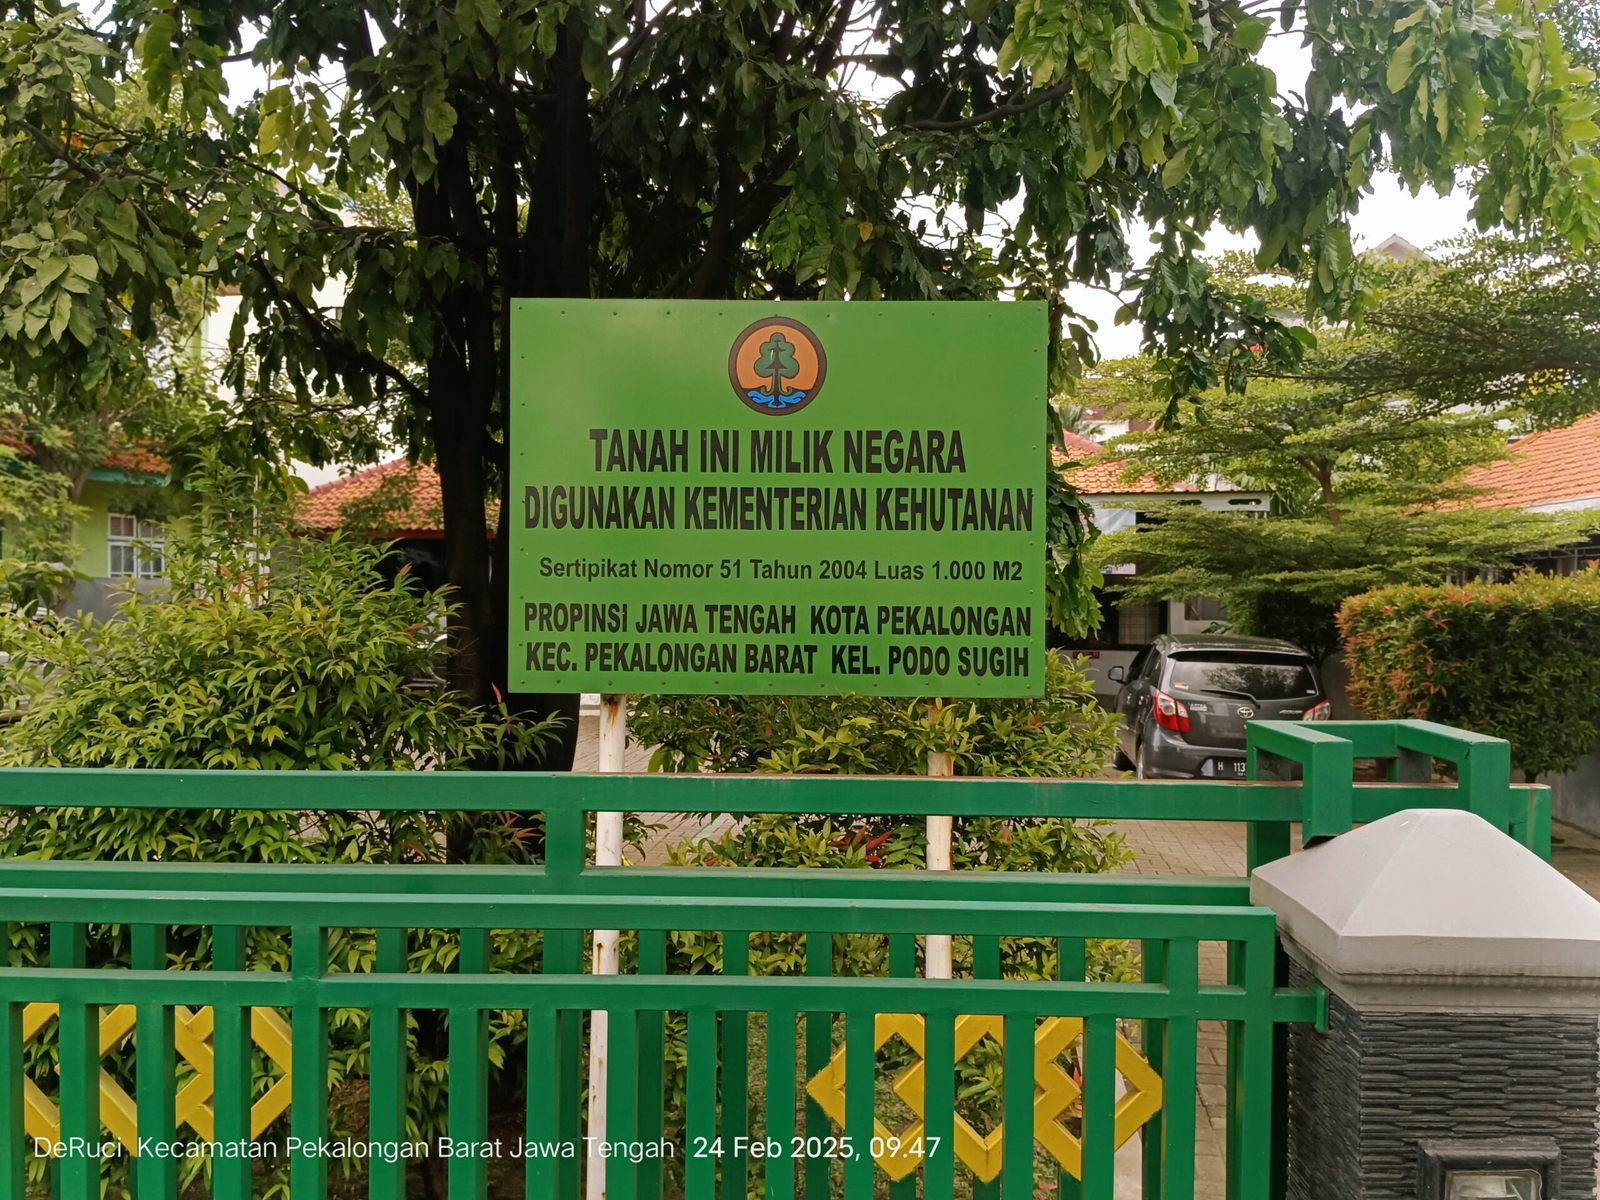 TANAH INI MILIK NEGARA
DIGUNAKAN KEMENTERIAN KEHUTANAN
Sertipikat Nomor 51 Tahun 2004 Luas 1.000 M2
PROPINSI JAWA TENGAH KOTA PEKALONGAN
KEC. PEKALONGAN BARAT KEL. PODO SUGIH
DeRuci Kecamatan Pekalongan Barat Jawa Tengah 24 Feb 2025, 09.47